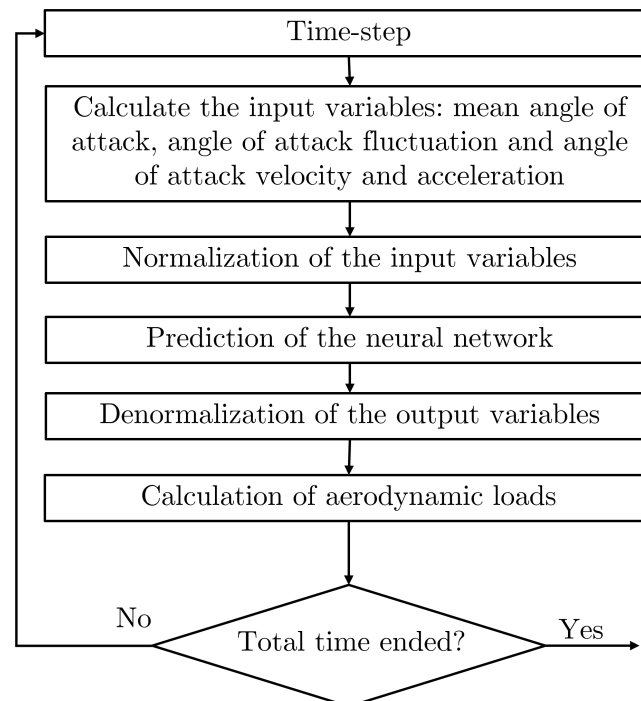 Time-step
Calculate the input variables: mean angle of
attack, angle of attack fluctuation and angle
of attack velocity and acceleration
Normalization of the input variables
Prediction of the neural network
Denormalization of the output variables
Calculation of aerodynamic loads
No
Total time ended?
Yes